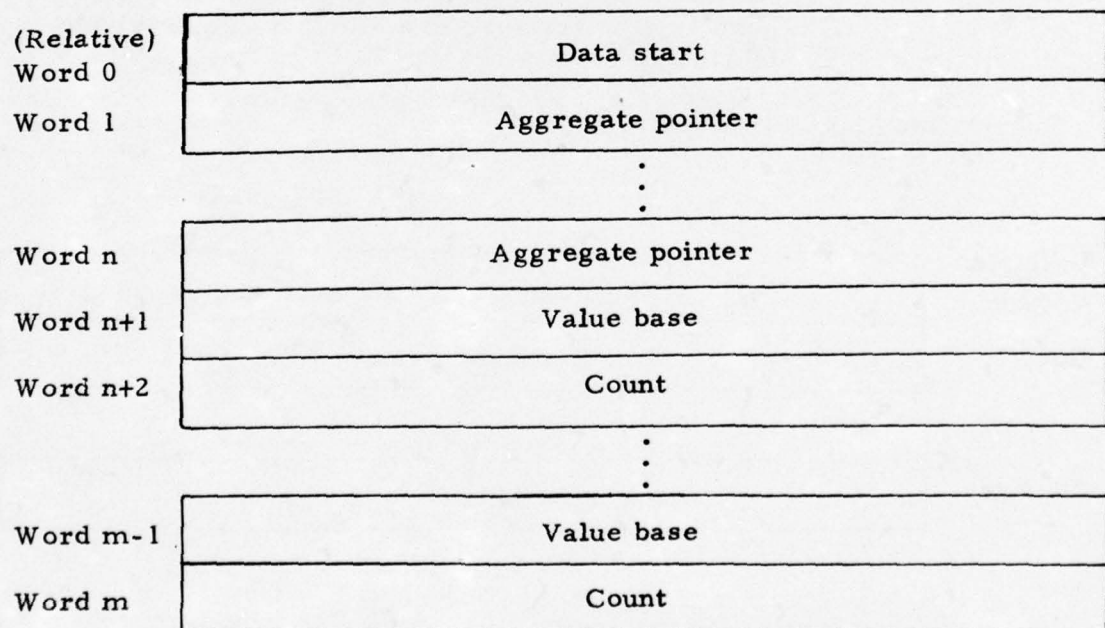 (Relative)
Word 0 Data start
Word 1 Aggregate pointer
Word n Aggregate pointer
Word n+1 Value base
Word n+2 Count
Word m-1 Value base
Word m Count